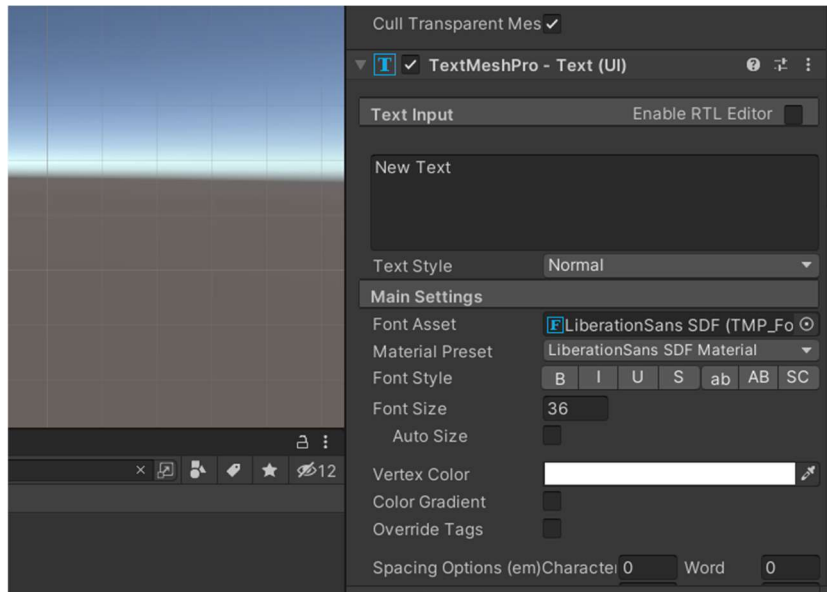 Cull Transparent Mes
T TextMeshPro - Text (UI)
Text Input Enable RTL Editor
New Text
Text Style Normal
Main Settings
Font Asset F LiberationSans SDF (TMP_Fo
Material Preset LiberationSans SDF Material
Font Style B I U S ab AB SC
Font Size 36
Auto Size
12
Vertex Color
Color Gradient
Override Tags
Spacing Options (em) Character 0 Word 0